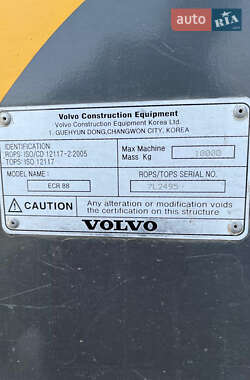 AUTO.RIA
Volvo Construction Equipment
Volvo Construction Equipment Korea Ltd.
1. GUEHYUN DONG, CHANGWON CITY, KOREA
IDENTIFICATION
ROPS: ISO/CD 12117-2:2005
TOPS: ISO 12117
Max Machine
Mass Kg
10000
MODEL NAME :
ECR 88
ROPS/TOPS SERIAL NO.
7L2495
CAUTION
Any alteration or modification voids
the certification on this structure
VOLVO